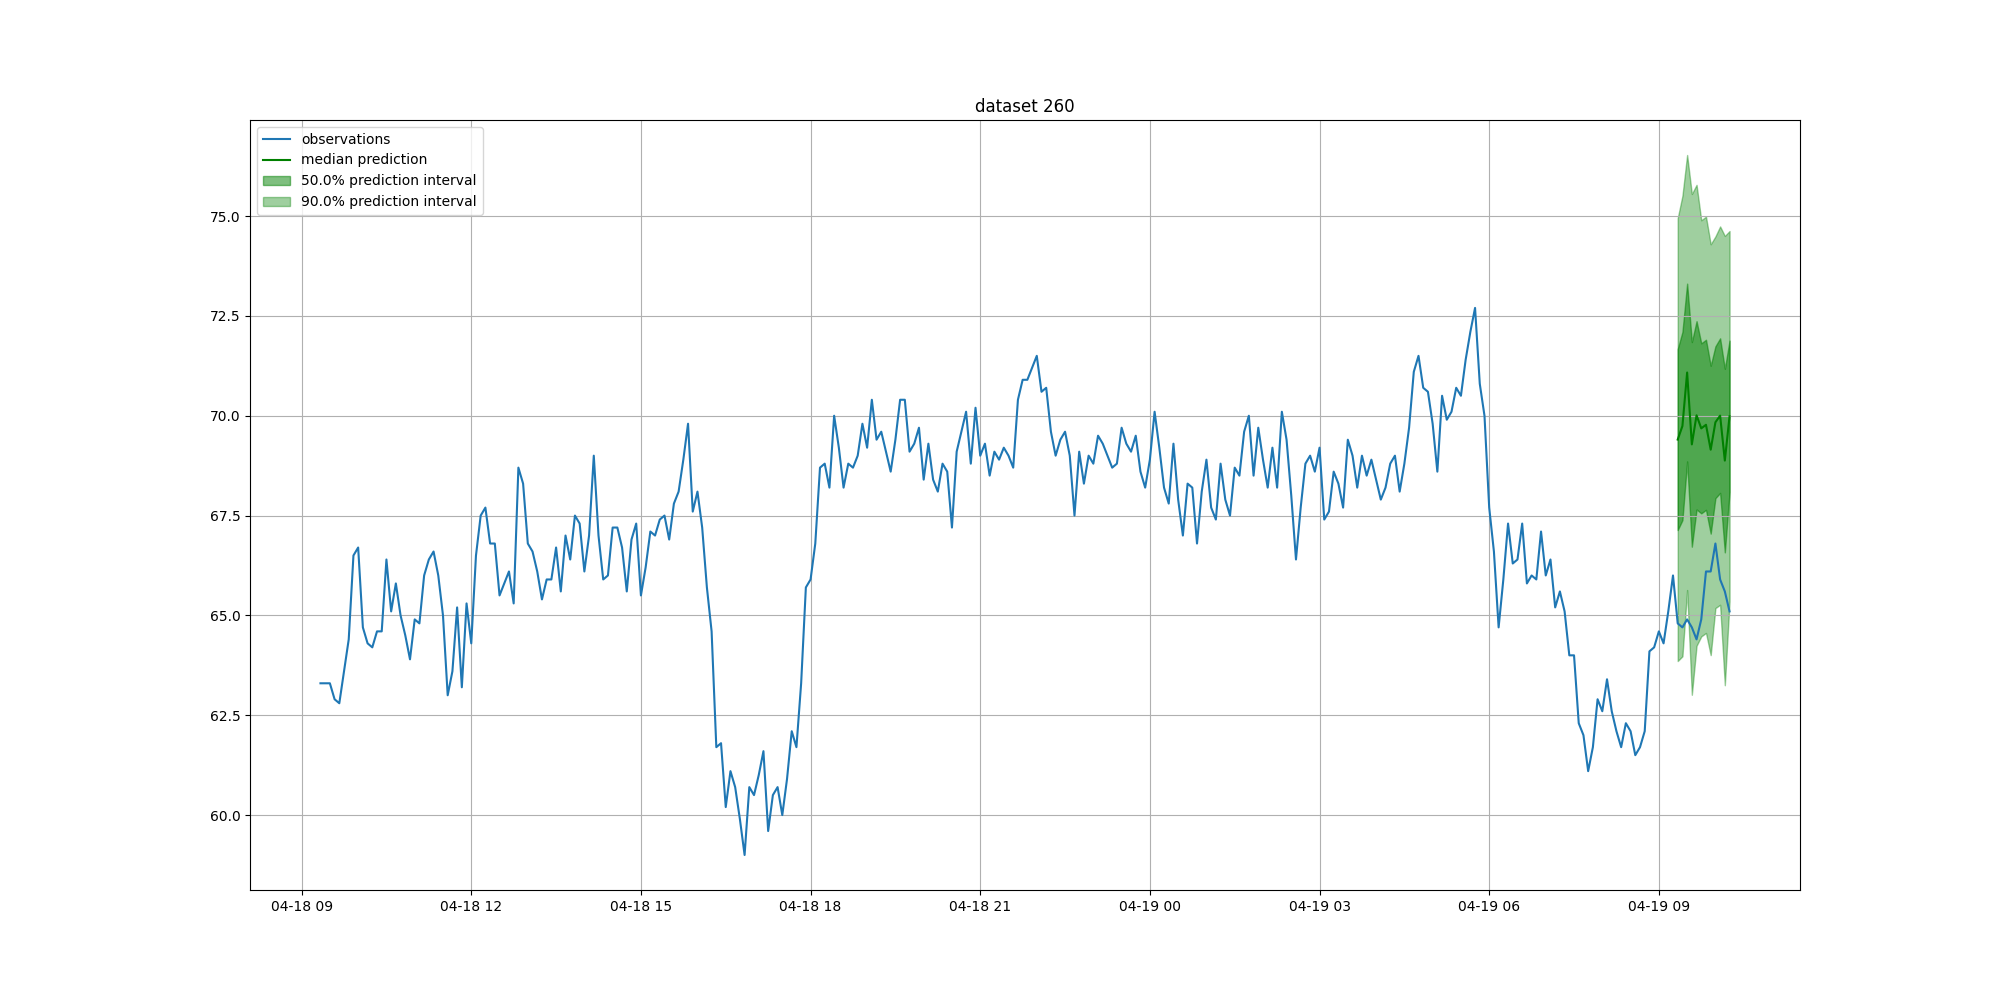 dataset 260
observations
median prediction
50.0% prediction interval
90.0% prediction interval
75.0
72.5
70.0
67.5
65.0
62.5
60.0
04-18 09 04-18 12 04-18 15 04-18 18 04-18 21 04-19 00 04-19 03 04-19 06 04-19 09